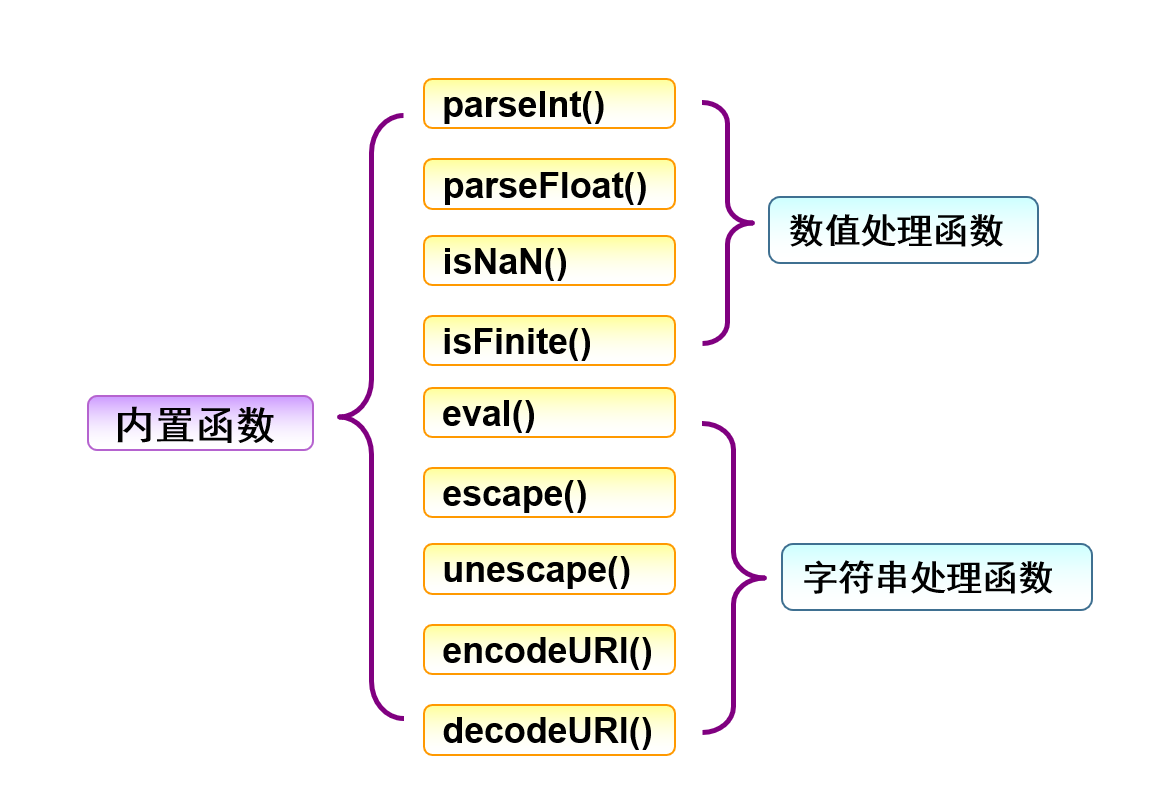 内置函数
parseInt()
parseFloat()
isNaN()
isFinite()
eval()
escape()
unescape()
encodeURI()
decodeURI()
数值处理函数
字符串处理函数